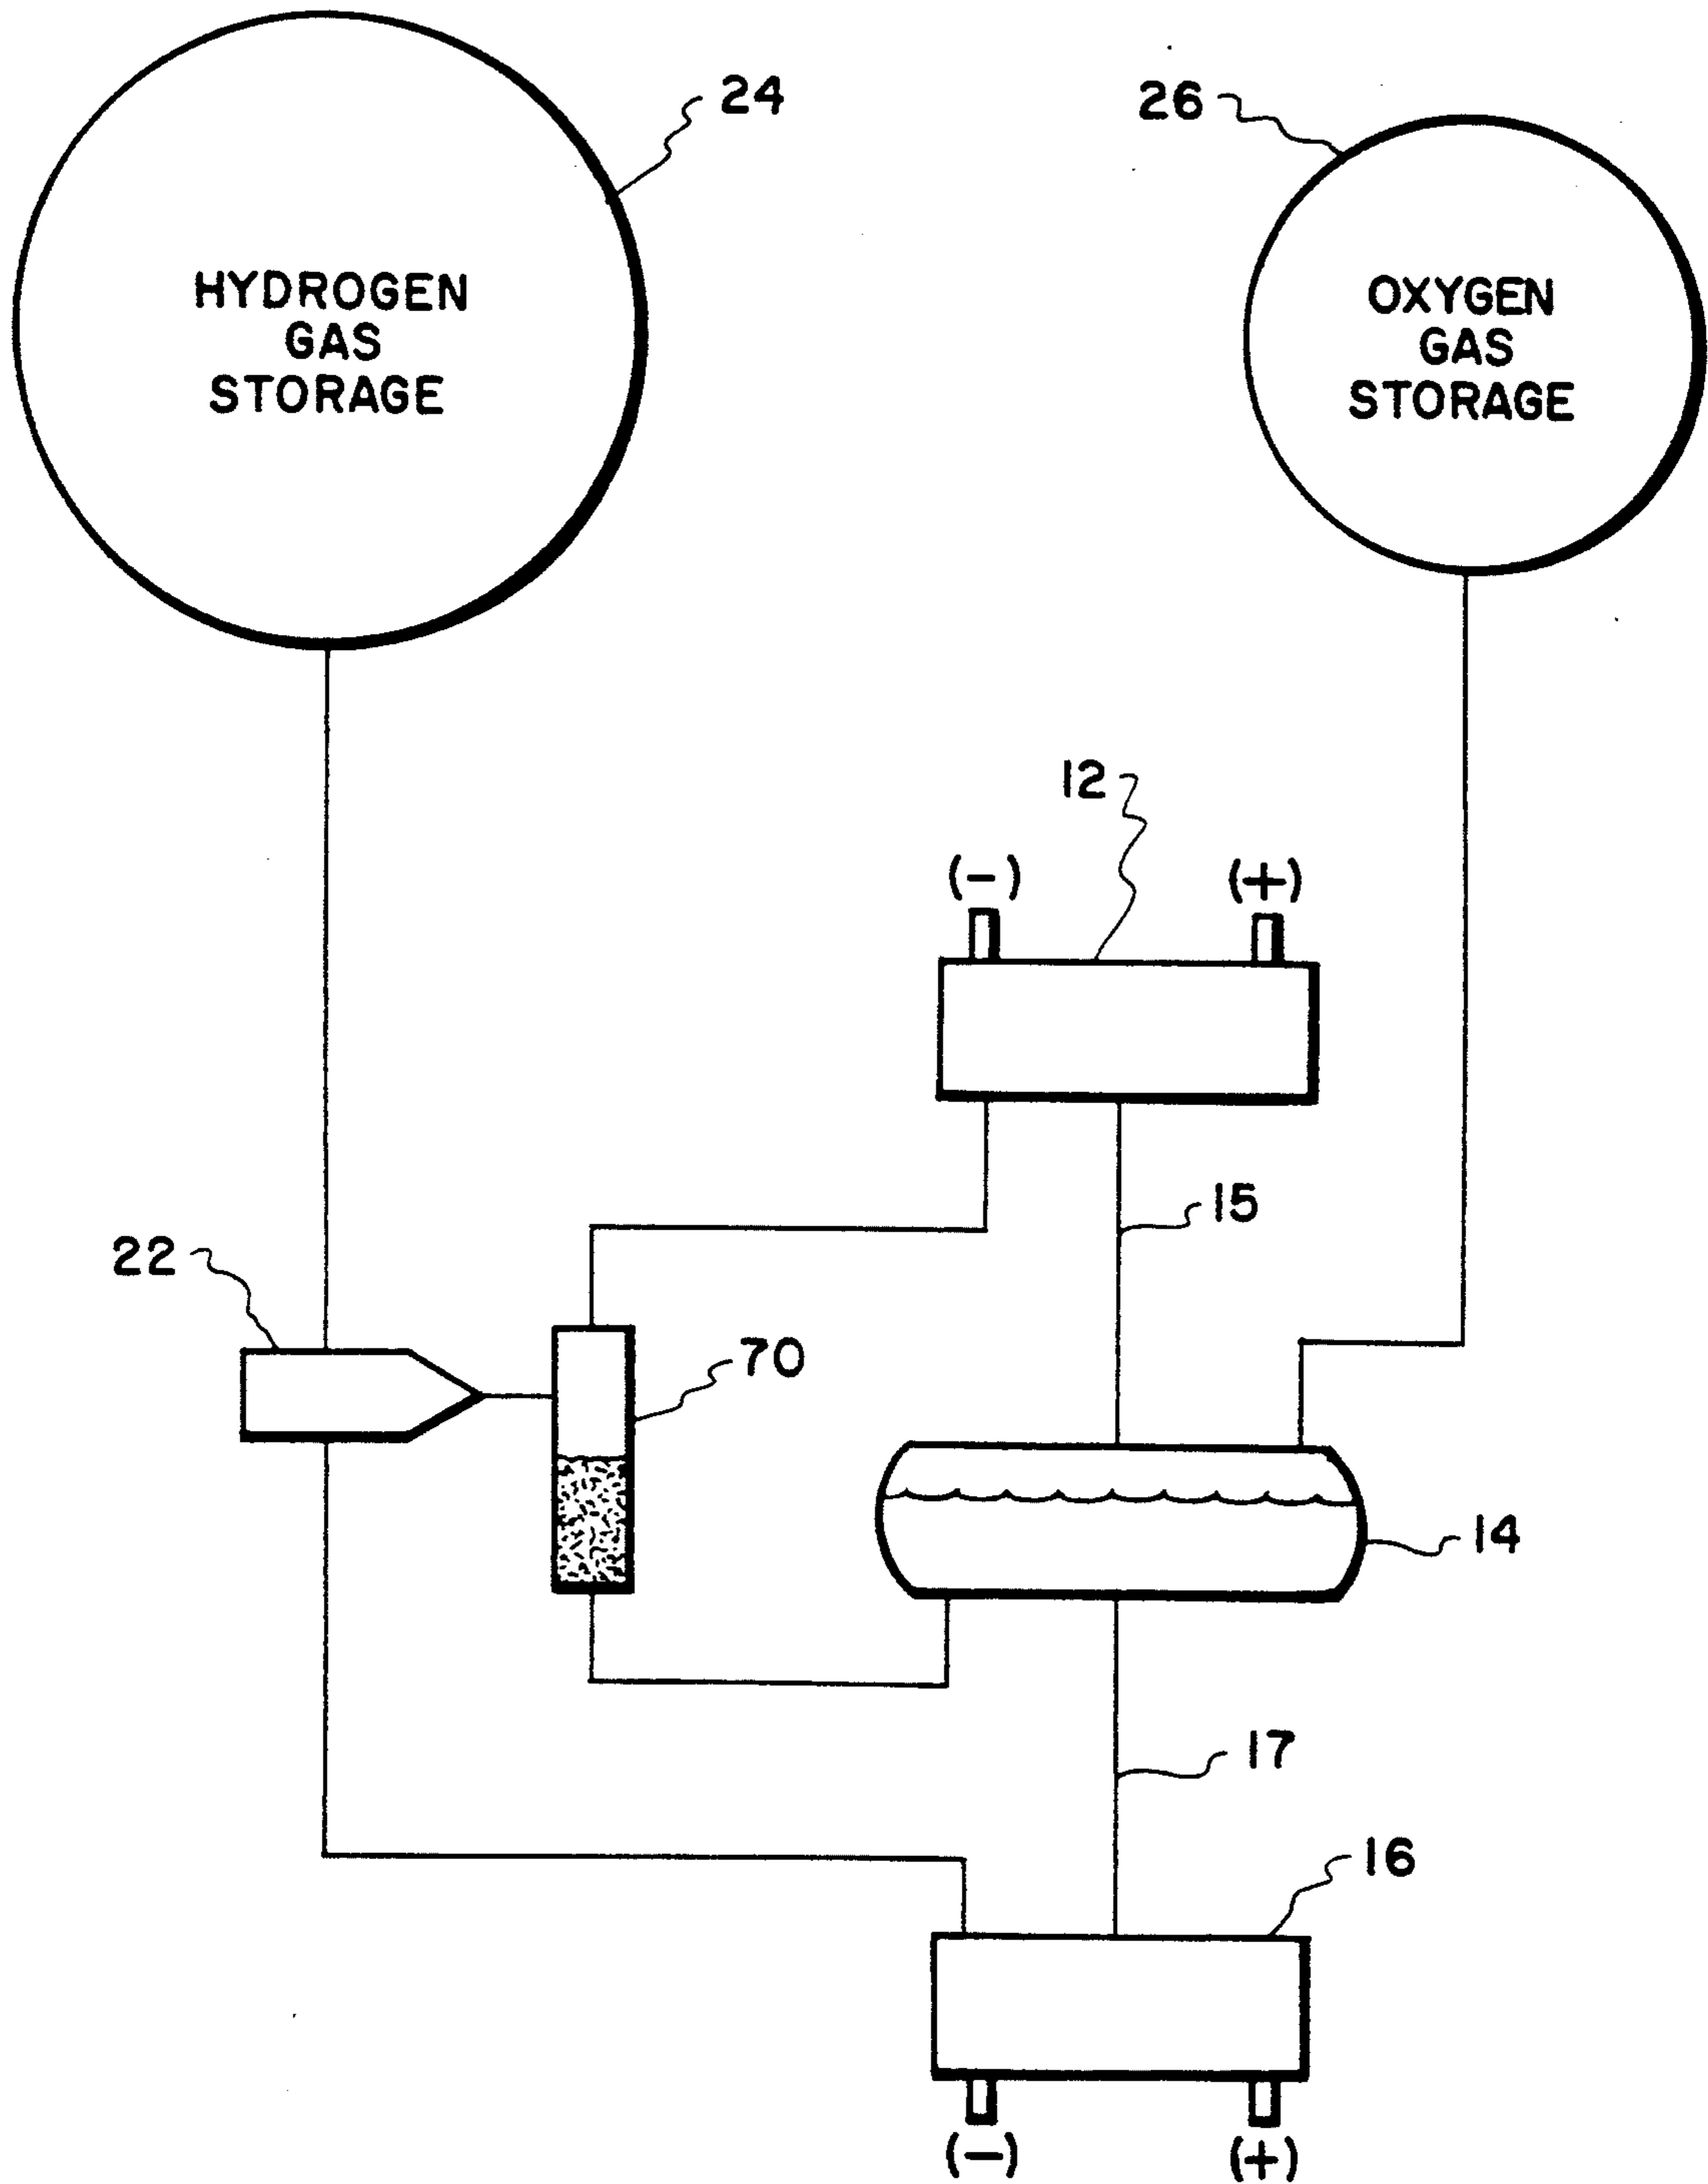 24
26
HYDROGEN
GAS
STORAGE
OXYGEN
GAS
STORAGE
12
(-)
(+)
15
22
70
14
17
16
(-)
(+)